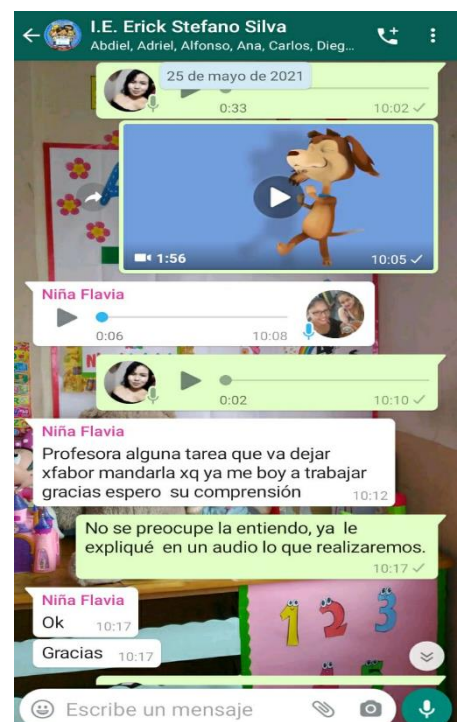 I.E. Erick Stefano Silva
Abdiel, Adriel, Alfonso, Ana, Carlos, Dieg...
25 de mayo de 2021
0:33
10:02
1:56
10:05
Niña Flavia
0:06
10:08
0:02
10:10
Niña Flavia
Profesora alguna tarea que va dejar
xfabor mandarla xq ya me boy a trabajar
gracias espero su comprensión
10:12
No se preocupe la entiendo, ya le
expliqué en un audio lo que realizaremos.
10:17
Niña Flavia
Ok
10:17
Gracias
10:17
1 2 3
Escribe un mensaje